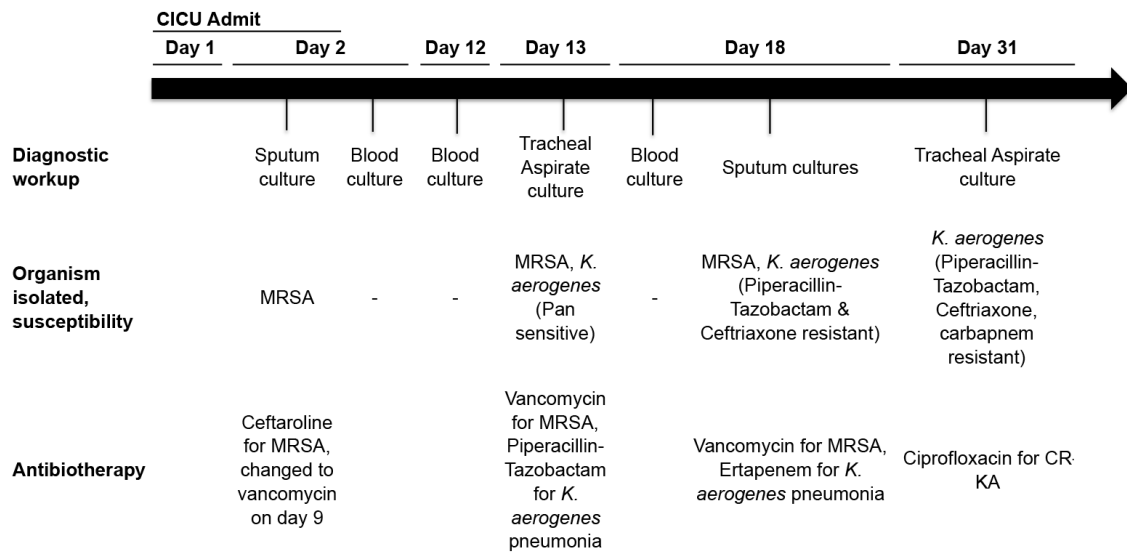 CICU Admit
Day 1
Day 2
Day 12
Day 13
Day 18
Day 31
Diagnostic
workup
Sputum
culture
Blood
culture
Blood
culture
Tracheal
Aspirate
culture
Blood
culture
Sputum cultures
Tracheal Aspirate
culture
Organism
isolated,
susceptibility
MRSA
-
-
MRSA, K.
aerogenes
(Pan
sensitive)
-
MRSA, K. aerogenes
(Piperacillin-
Tazobactam &
Ceftriaxone resistant)
K. aerogenes
(Piperacillin-
Tazobactam,
Ceftriaxone,
carbapnem
resistant)
Antibiotherapy
Ceftaroline
for MRSA,
changed to
vancomycin
on day 9
Vancomycin
for MRSA,
Piperacillin-
Tazobactam
for K.
aerogenes
pneumonia
Vancomycin for MRSA,
Ertapenem for K.
aerogenes pneumonia
Ciprofloxacin for CR-
KA